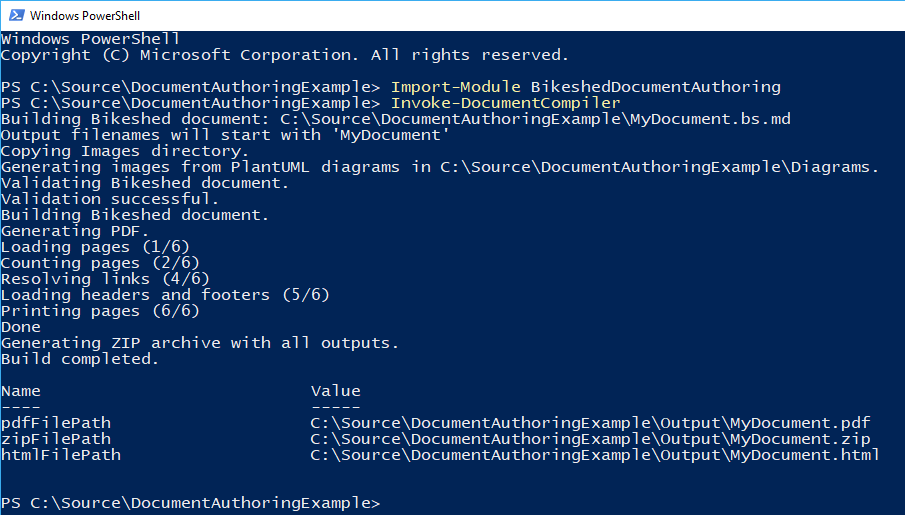 Windows PowerShell
Windows PowerShell
Copyright (C) Microsoft Corporation. All rights reserved.
PS C:\Source\DocumentAuthoringExample> Import-Module BikeshedDocumentAuthoring
PS C:\Source\DocumentAuthoringExample> Invoke-DocumentCompiler
Building Bikeshed document: C:\Source\DocumentAuthoringExample\MyDocument.bs.md
Output filenames will start with 'MyDocument'
Copying Images directory.
Generating images from PlantUML diagrams in C:\Source\DocumentAuthoringExample\Diagrams.
Validating Bikeshed document.
Validation successful.
Building Bikeshed document.
Generating PDF.
Loading pages (1/6)
Counting pages (2/6)
Resolving links (4/6)
Loading headers and footers (5/6)
Printing pages (6/6)
Done
Generating ZIP archive with all outputs.
Build completed.
Name Value
---- -----
pdfFilePath C:\Source\DocumentAuthoringExample\Output\MyDocument.pdf
zipFilePath C:\Source\DocumentAuthoringExample\Output\MyDocument.zip
htmlFilePath C:\Source\DocumentAuthoringExample\Output\MyDocument.html
PS C:\Source\DocumentAuthoringExample>